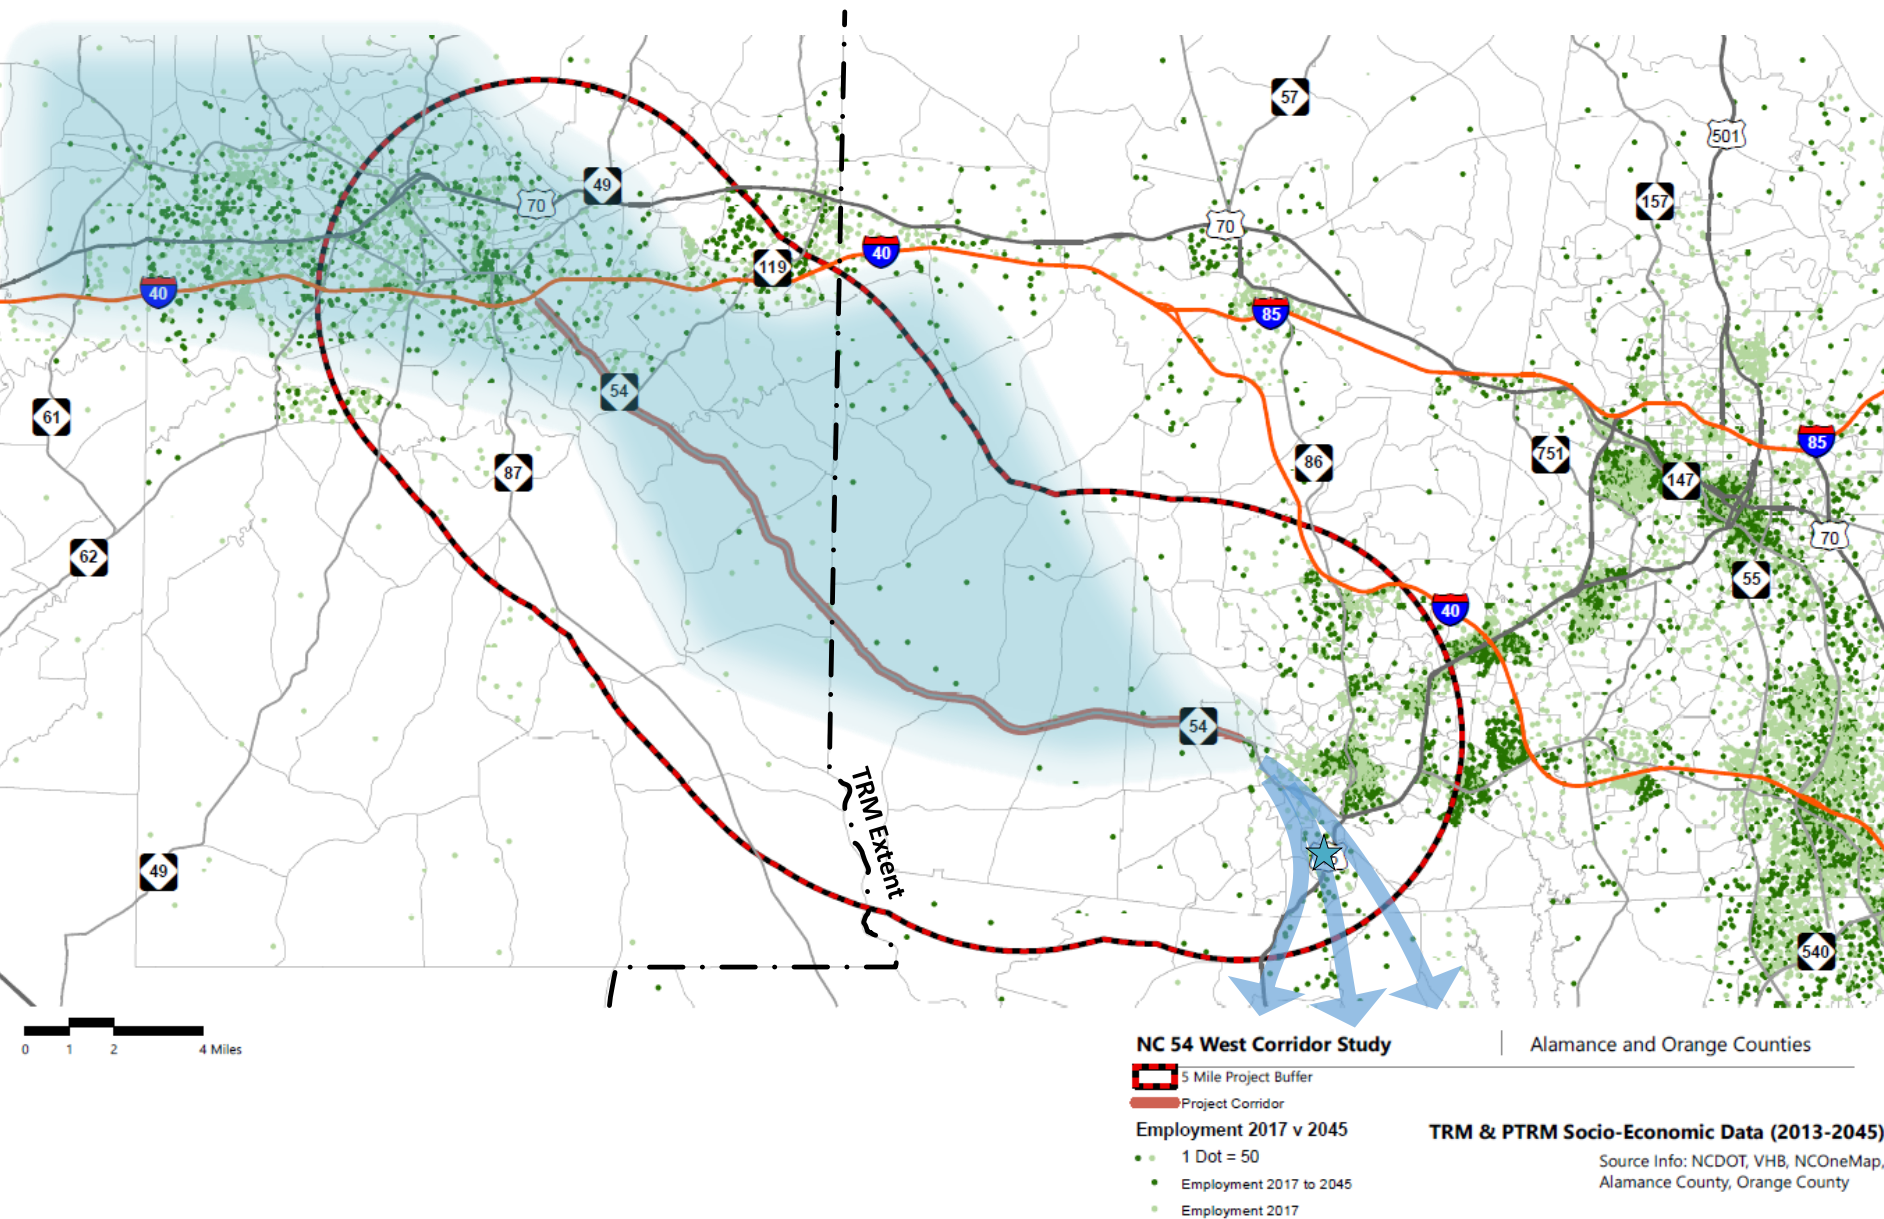 57
501
157
49
70
119
40
70
40
85
61
54
87
86
751
147
85
70
62
55
40
54
TRM Extent
49
540
0 1 2 4 Miles
NC 54 West Corridor Study | Alamance and Orange Counties
5 Mile Project Buffer
Project Corridor
Employment 2017 v 2045
1 Dot = 50
Employment 2017 to 2045
Employment 2017
TRM & PTRM Socio-Economic Data (2013-2045)
Source Info: NCDOT, VHB, NCOneMap,
Alamance County, Orange County